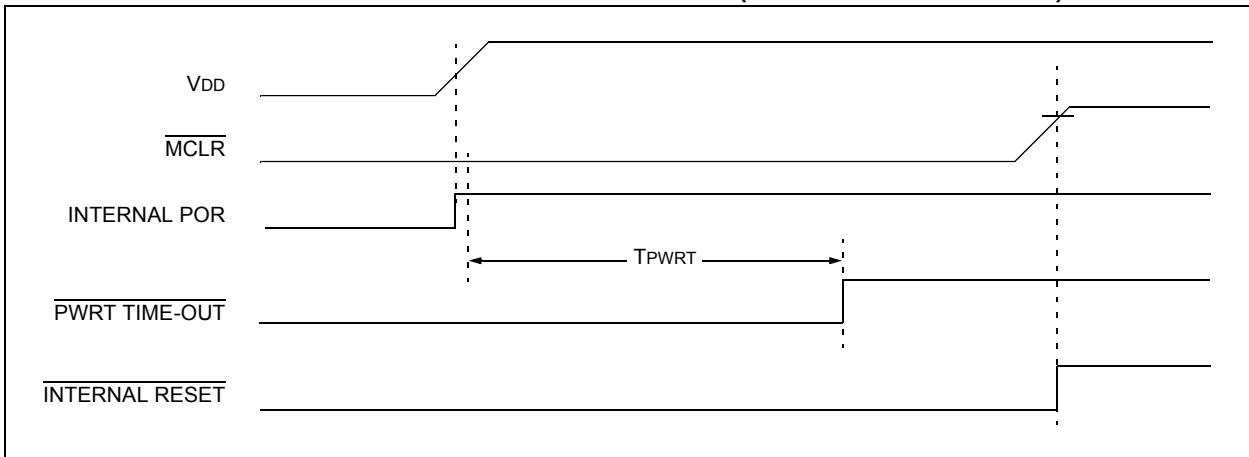 VDD
MCLR
INTERNAL POR
TPWRT
PWRT TIME-OUT
INTERNAL RESET